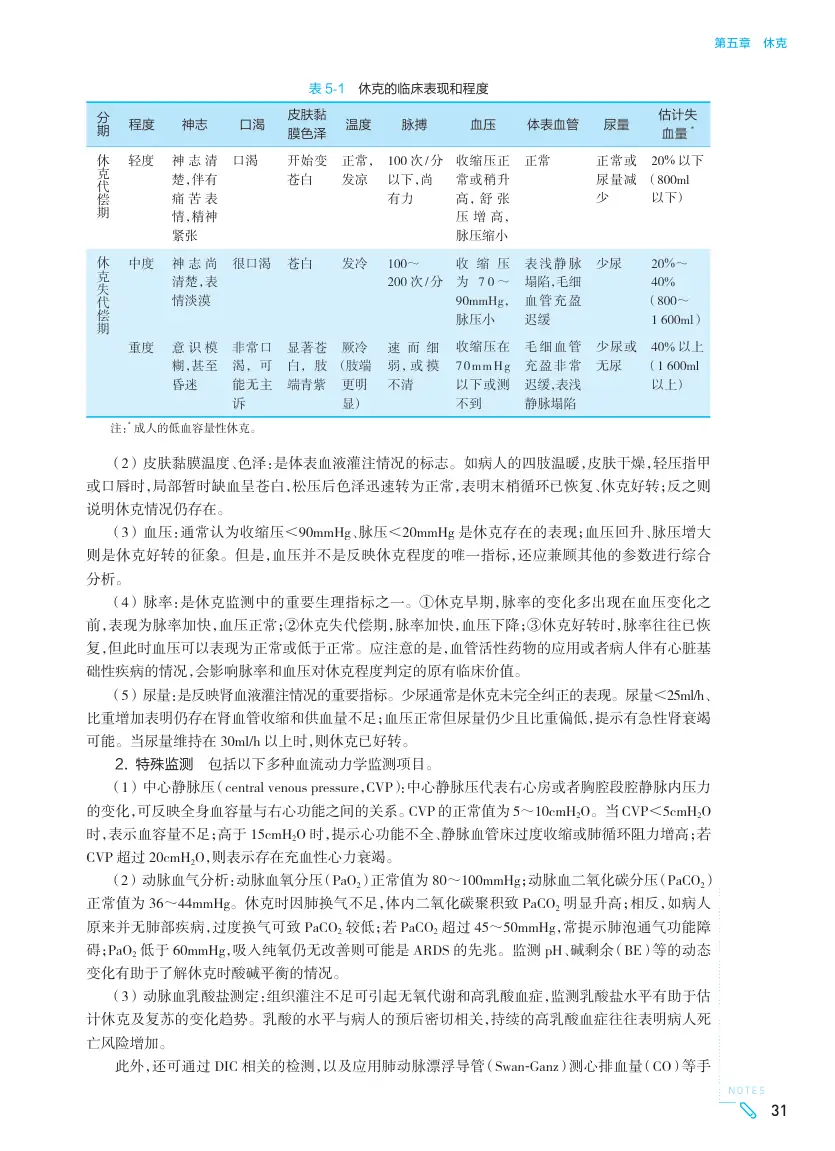 第五章 休克
表 5-1 休克的临床表现和程度
分期 程度 神志 口渴 皮肤黏膜色泽 温度 脉搏 血压 体表血管 尿量 估计失血量*
休克代偿期 轻度 神志清楚,伴有痛苦表情,精神紧张 口渴 开始变苍白 正常,发凉 100次/分以下,尚有力 收缩压正常或稍升高,舒张压增高,脉压缩小 正常 正常或尿量减少 20%以下(800ml以下)
休克失代偿期 中度 神志尚清楚,表情淡漠 很口渴 苍白 发冷 100～200次/分 收缩压为70～90mmHg,脉压小 表浅静脉塌陷,毛细血管充盈迟缓 少尿 20%～40%(800～1 600ml)
重度 意识模糊,甚至昏迷 非常口渴,可能无主诉 显著苍白,肢端青紫 厥冷(肢端更明显) 速而细弱,或摸不清 收缩压在70mmHg以下或测不到 毛细血管充盈非常迟缓,表浅静脉塌陷 少尿或无尿 40%以上(1 600ml以上)
注:*成人的低血容量性休克。
(2)皮肤黏膜温度、色泽:是体表血液灌注情况的标志。如病人的四肢温暖,皮肤干燥,轻压指甲
或口唇时,局部暂时缺血呈苍白,松压后色泽迅速转为正常,表明末梢循环已恢复、休克好转;反之则
说明休克情况仍存在。
(3)血压:通常认为收缩压<90mmHg、脉压<20mmHg是休克存在的表现;血压回升、脉压增大
则是休克好转的征象。但是,血压并不是反映休克程度的唯一指标,还应兼顾其他的参数进行综合
分析。
(4)脉率:是休克监测中的重要生理指标之一。①休克早期,脉率的变化多出现在血压变化之
前,表现为脉率加快,血压正常;②休克失代偿期,脉率加快,血压下降;③休克好转时,脉率往往已恢
复,但此时血压可以表现为正常或低于正常。应注意的是,血管活性药物的应用或者病人伴有心脏基
础性疾病的情况,会影响脉率和血压对休克程度判定的原有临床价值。
(5)尿量:是反映肾血液灌注情况的重要指标。少尿通常是休克未完全纠正的表现。尿量<25ml/h、
比重增加表明仍存在肾血管收缩和供血量不足;血压正常但尿量仍少且比重偏低,提示有急性肾衰竭
可能。当尿量维持在30ml/h以上时,则休克已好转。
2. 特殊监测 包括以下多种血流动力学监测项目。
(1)中心静脉压(central venous pressure,CVP):中心静脉压代表右心房或者胸腔段腔静脉内压力
的变化,可反映全身血容量与右心功能之间的关系。CVP的正常值为5～10cmH₂O。当CVP<5cmH₂O
时,表示血容量不足;高于15cmH₂O时,提示心功能不全、静脉血管床过度收缩或肺循环阻力增高;若
CVP超过20cmH₂O,则表示存在充血性心力衰竭。
(2)动脉血气分析:动脉血氧分压(PaO₂)正常值为80～100mmHg;动脉血二氧化碳分压(PaCO₂)
正常值为36～44mmHg。休克时因肺换气不足,体内二氧化碳聚积致PaCO₂明显升高;相反,如病人
原来并无肺部疾病,过度换气可致PaCO₂较低;若PaCO₂超过45～50mmHg,常提示肺泡通气功能障
碍;PaO₂低于60mmHg,吸入纯氧仍无改善则可能是ARDS的先兆。监测pH、碱剩余(BE)等的动态
变化有助于了解休克时酸碱平衡的情况。
(3)动脉血乳酸盐测定:组织灌注不足可引起无氧代谢和高乳酸血症,监测乳酸盐水平有助于估
计休克及复苏的变化趋势。乳酸的水平与病人的预后密切相关,持续的高乳酸血症往往表明病人死
亡风险增加。
此外,还可通过DIC相关的检测,以及应用肺动脉漂浮导管(Swan-Ganz)测心排血量(CO)等手
NOTES
31